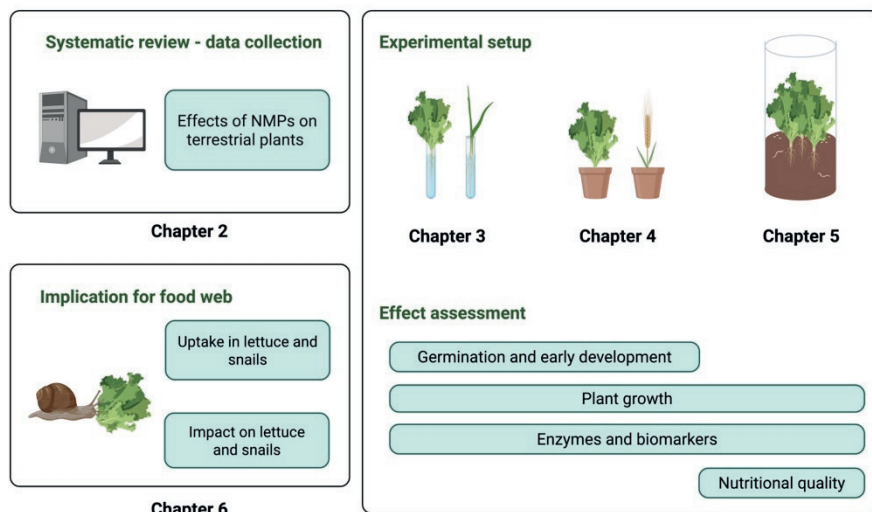 Systematic review - data collection
Effects of NMPs on
terrestrial plants
Chapter 2
Implication for food web
Uptake in lettuce and
snails
Impact on lettuce
and snails
Chapter 6
Experimental setup
Chapter 3
Chapter 4
Chapter 5
Effect assessment
Germination and early development
Plant growth
Enzymes and biomarkers
Nutritional quality